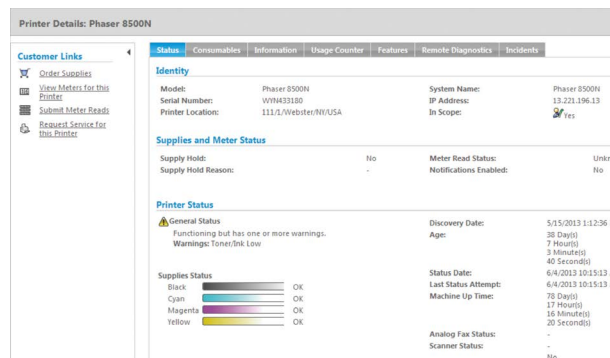 Printer Details: Phaser 8500N
Customer Links
Order Supplies
View Meters for this
Printer
Submit Meter Reads
Request Service for
this Printer
Status Consumables Information Usage Counter Features Remote Diagnostics Incidents
Identity
Model: Phaser 8500N System Name: Phaser 8500N
Serial Number: WYN433180 IP Address: 13.221.196.13
Printer Location: 111/1/Webster/NY/USA In Scope: Yes
Supplies and Meter Status
Supply Hold: No Meter Read Status: Unkn
Supply Hold Reason: - Notifications Enabled: No
Printer Status
General Status Discovery Date: 5/15/2013 1:12:36
Functioning but has one or more warnings. Age: 38 Day(s)
Warnings: Toner/Ink Low 7 Hour(s)
3 Minute(s)
40 Second(s)
Supplies Status Status Date: 6/4/2013 10:15:13
Black OK Last Status Attempt: 6/4/2013 10:15:13
Cyan OK Machine Up Time: 78 Day(s)
Magenta OK 17 Hour(s)
Yellow OK 16 Minute(s)
20 Second(s)
Analog Fax Status: -
Scanner Status: -
No